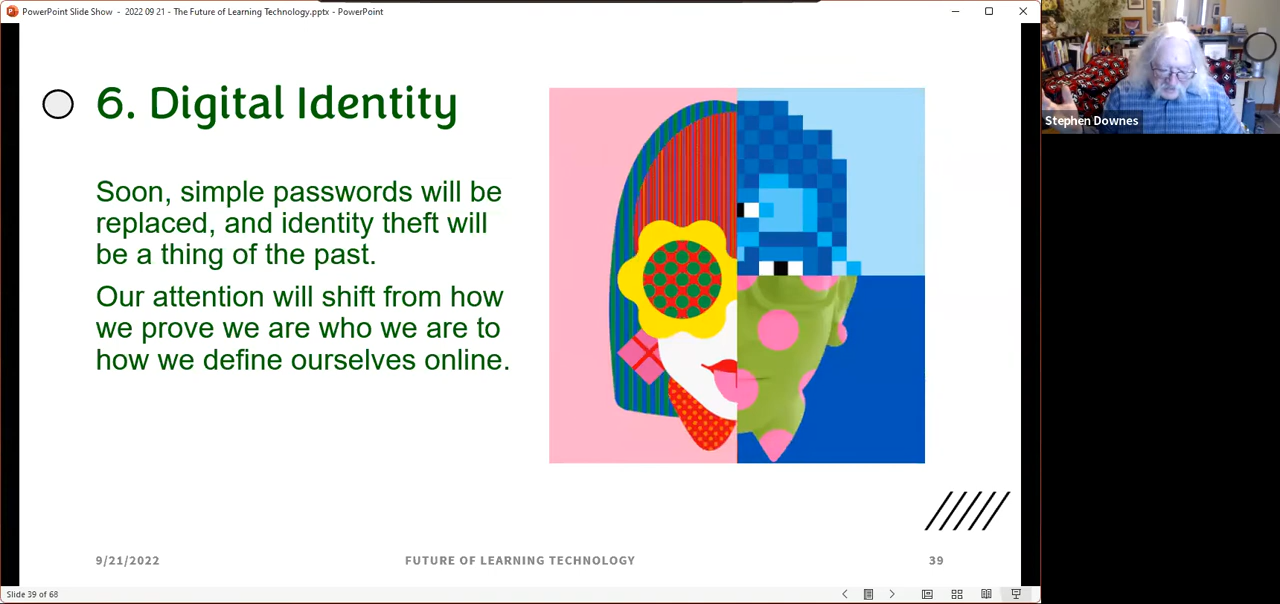 PowerPoint Slide Show - 2022 09 21 - The Future of Learning Technology.pptx - PowerPoint
6. Digital Identity
Soon, simple passwords will be
replaced, and identity theft will
be a thing of the past.
Our attention will shift from how
we prove we are who we are to
how we define ourselves online.
9/21/2022
FUTURE OF LEARNING TECHNOLOGY
39
Slide 39 of 68
Stephen Downes